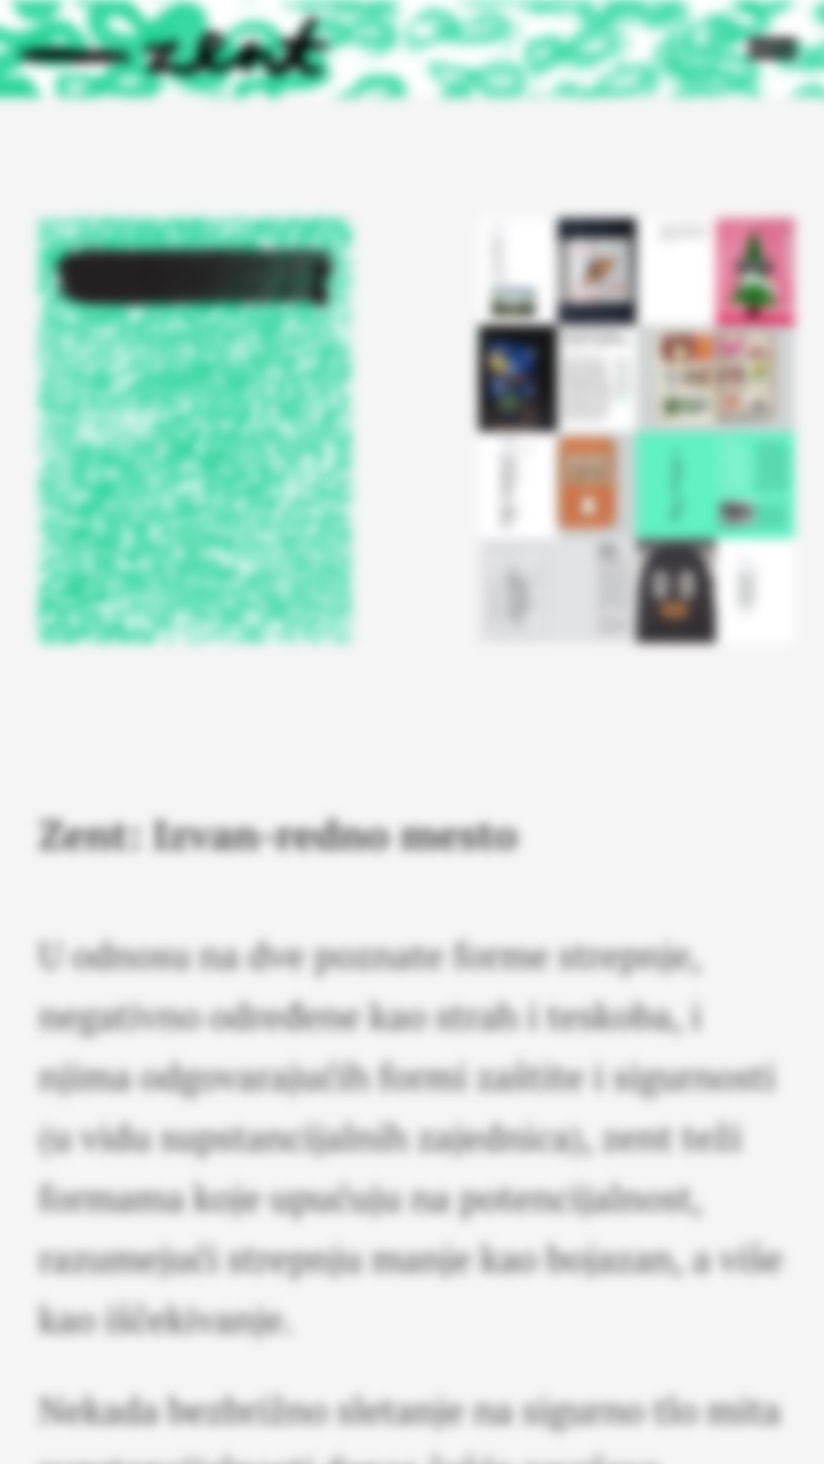 zent
Zent: Izvan-redno mesto
U odnosu na dve poznate forme strepnje,
negativno određene kao strah i teskoba, i
njima odgovarajućih formi zaštite i sigurnosti
(u vidu supstancijalnih zajednica), zent teži
formama koje upućuju na potencijalnost,
razumejući strepnju manje kao bojazan, a više
kao iščekivanje.
Nekada bezbrižno sletanje na sigurno tlo mita